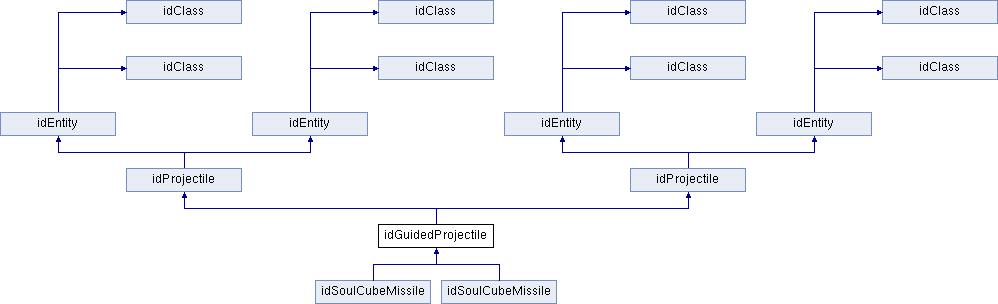 idClass
idClass
idClass
idClass
idClass
idClass
idClass
idClass
idEntity
idEntity
idEntity
idEntity
idProjectile
idProjectile
idGuidedProjectile
idSoulCubeMissile
idSoulCubeMissile